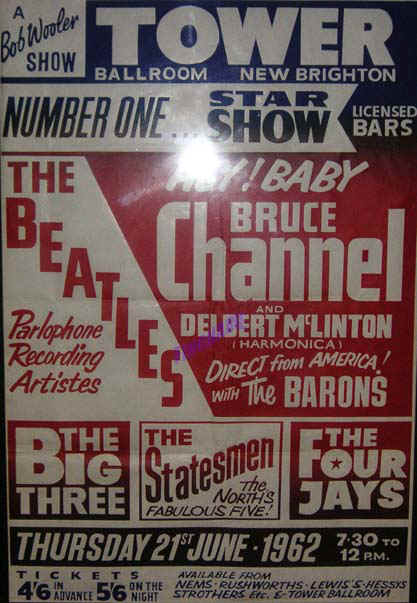 A
Bob Wooler
SHOW
TOWER
BALLROOM NEW BRIGHTON
NUMBER ONE... STAR SHOW
LICENSED
BARS
HEY! BABY
BRUCE
Channel
AND
DELBERT McLINTON
(HARMONICA)
DIRECT from AMERICA!
with The BARONS
THE
BEATLES
Parlophone
Recording
Artistes
THE
BIG
THREE
THE
Statesmen
The
NORTH'S
FABULOUS FIVE!
THE
FOUR
JAYS
THURSDAY 21ST JUNE · 1962
7·30 TO
12 P.M.
TICKETS
4'6 IN ADVANCE 5'6 ON THE NIGHT
AVAILABLE FROM
NEMS · RUSHWORTHS · LEWIS'S · HESSYS
STROTHERS Etc. & TOWER BALLROOM